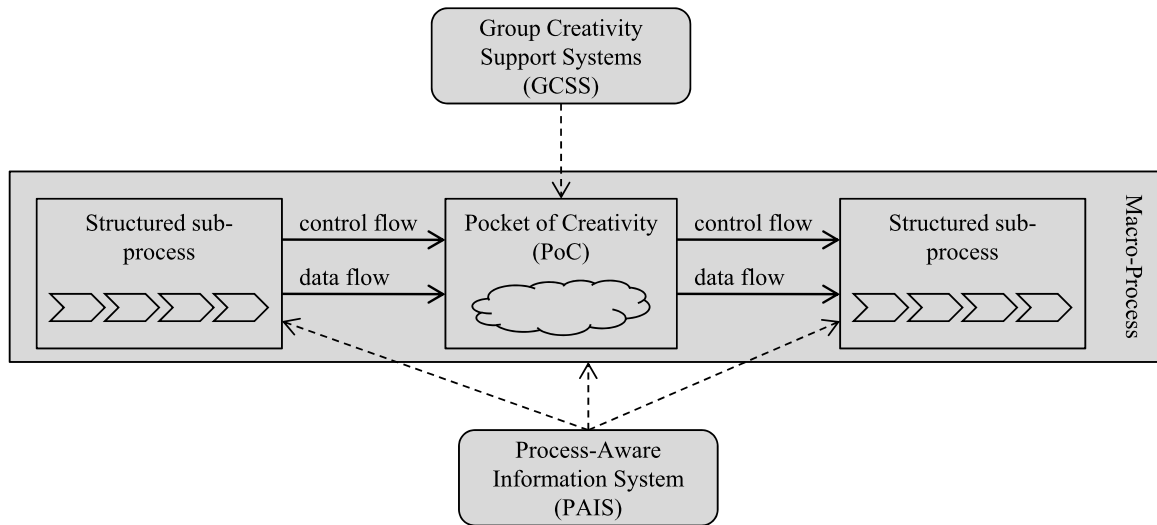 Group Creativity
Support Systems
(GCSS)
Structured sub-
process
control flow
data flow
Pocket of Creativity
(PoC)
control flow
data flow
Structured sub-
process
Macro-Process
Process-Aware
Information System
(PAIS)